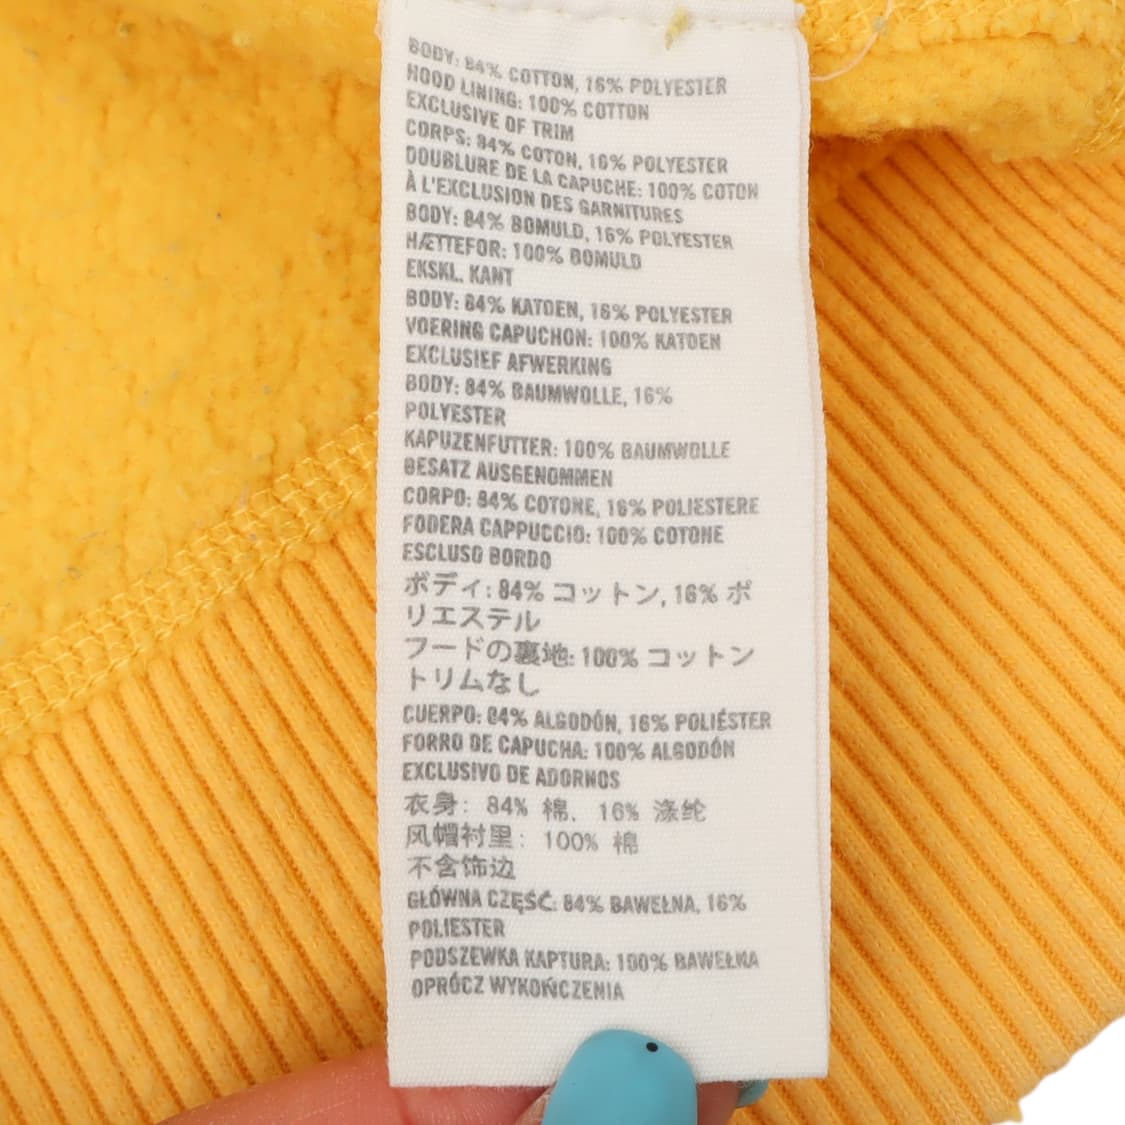 BODY: 84% COTTON, 16% POLYESTER
HOOD LINING: 100% COTTON
EXCLUSIVE OF TRIM
CORPS: 84% COTON, 16% POLYESTER
DOUBLURE DE LA CAPUCHE: 100% COTON
À L'EXCLUSION DES GARNITURES
BODY: 84% BOMULD, 16% POLYESTER
HÆTTEFOR: 100% BOMULD
EKSKL. KANT
BODY: 84% KATOEN, 16% POLYESTER
VOERING CAPUCHON: 100% KATOEN
EXCLUSIEF AFWERKING
BODY: 84% BAUMWOLLE, 16%
POLYESTER
KAPUZENFUTTER: 100% BAUMWOLLE
BESATZ AUSGENOMMEN
CORPO: 84% COTONE, 16% POLIESTERE
FODERA CAPPUCCIO: 100% COTONE
ESCLUSO BORDO
ボディ: 84% コットン, 16% ポ
リエステル
フードの裏地: 100% コットン
トリムなし
CUERPO: 84% ALGODÓN, 16% POLIÉSTER
FORRO DE CAPUCHA: 100% ALGODÓN
EXCLUSIVO DE ADORNOS
衣身: 84% 棉, 16% 涤纶
风帽衬里: 100% 棉
不含饰边
GŁÓWNA CZĘŚĆ: 84% BAWEŁNA, 16%
POLIESTER
PODSZEWKA KAPTURA: 100% BAWEŁNA
OPRÓCZ WYKOŃCZENIA